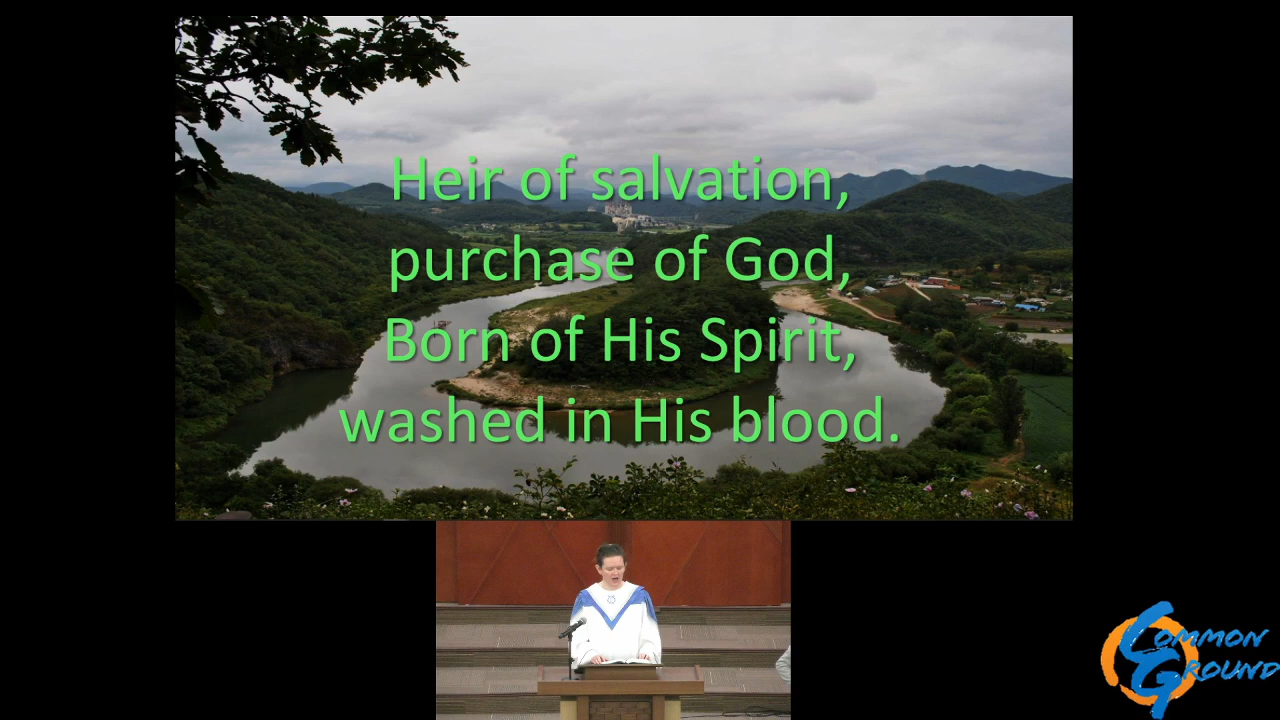 Heir of salvation,
purchase of God,
Born of His Spirit,
washed in His blood.
COMMON
GROUND